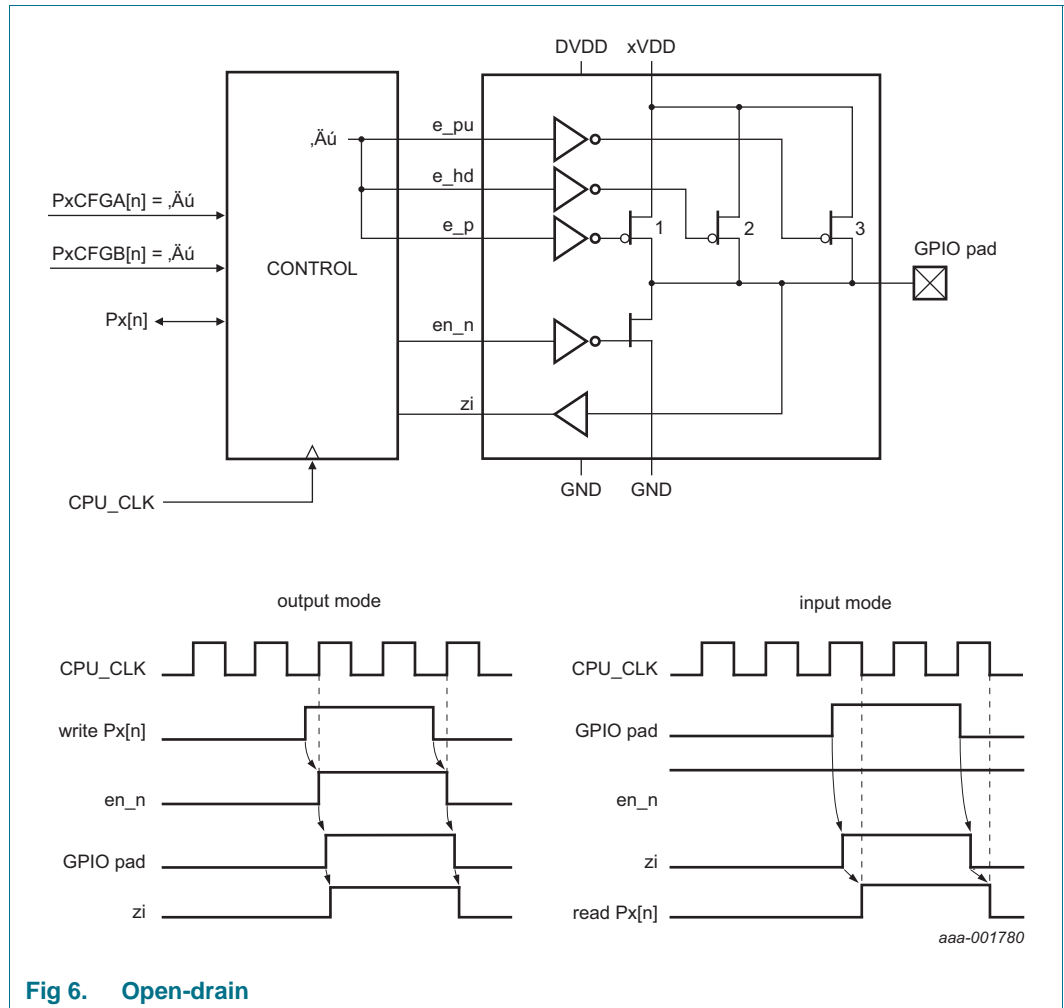 DVDD xVDD
e_pu
‚Äú
e_hd
PxCFGA[n] = ‚Äú
e_p
1
2
3
GPIO pad
PxCFGB[n] = ‚Äú
CONTROL
Px[n]
en_n
zi
GND GND
CPU_CLK
output mode
CPU_CLK
write Px[n]
en_n
GPIO pad
zi
input mode
CPU_CLK
GPIO pad
en_n
zi
read Px[n]
aaa-001780
Fig 6. Open-drain